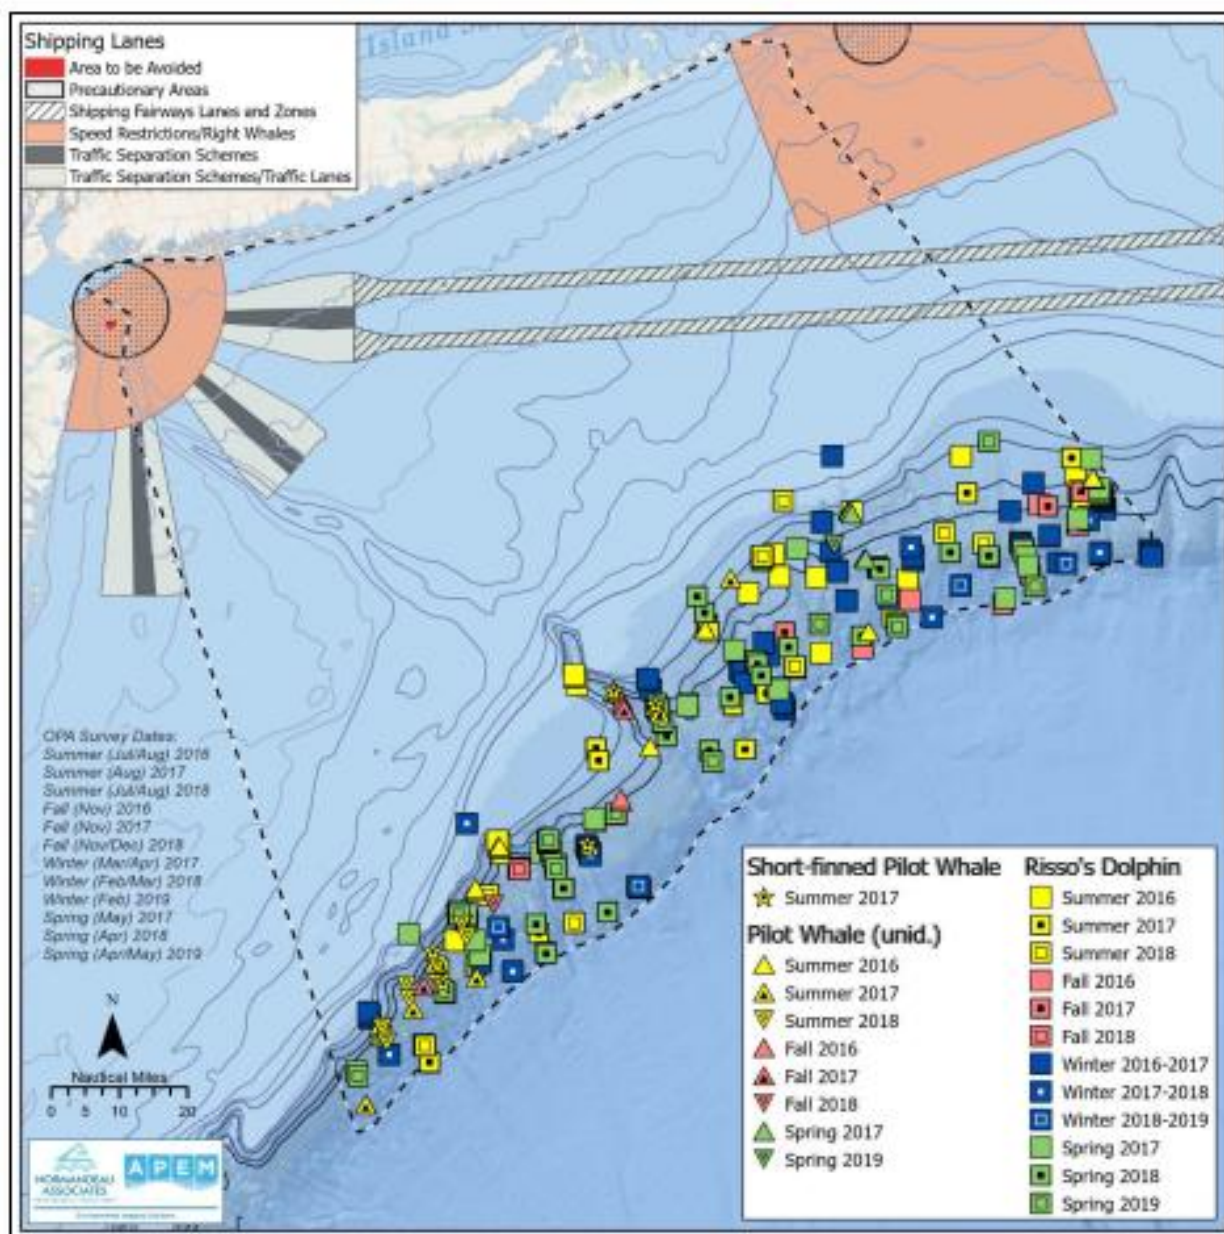 Shipping Lanes
Area to be Avoided
Precautionary Areas
Shipping Fairways Lanes and Zones
Speed Restrictions/Right Whales
Traffic Separation Schemes
Traffic Separation Schemes/Traffic Lanes
Island
OPA Survey Dates:
Summer (Jul/Aug) 2016
Summer (Aug) 2017
Summer (Jul/Aug) 2018
Fall (Nov) 2016
Fall (Nov) 2017
Fall (Nov/Dec) 2018
Winter (Mar/Apr) 2017
Winter (Feb/Mar) 2018
Winter (Feb) 2019
Spring (May) 2017
Spring (Apr) 2018
Spring (Apr/May) 2019
N
Nautical Miles
0 5 10 20
NORMANDEAU
ASSOCIATES
APEM
Short-finned Pilot Whale
Summer 2017
Pilot Whale (unid.)
Summer 2016
Summer 2017
Summer 2018
Fall 2016
Fall 2017
Fall 2018
Spring 2017
Spring 2019
Risso's Dolphin
Summer 2016
Summer 2017
Summer 2018
Fall 2016
Fall 2017
Fall 2018
Winter 2016-2017
Winter 2017-2018
Winter 2018-2019
Spring 2017
Spring 2018
Spring 2019